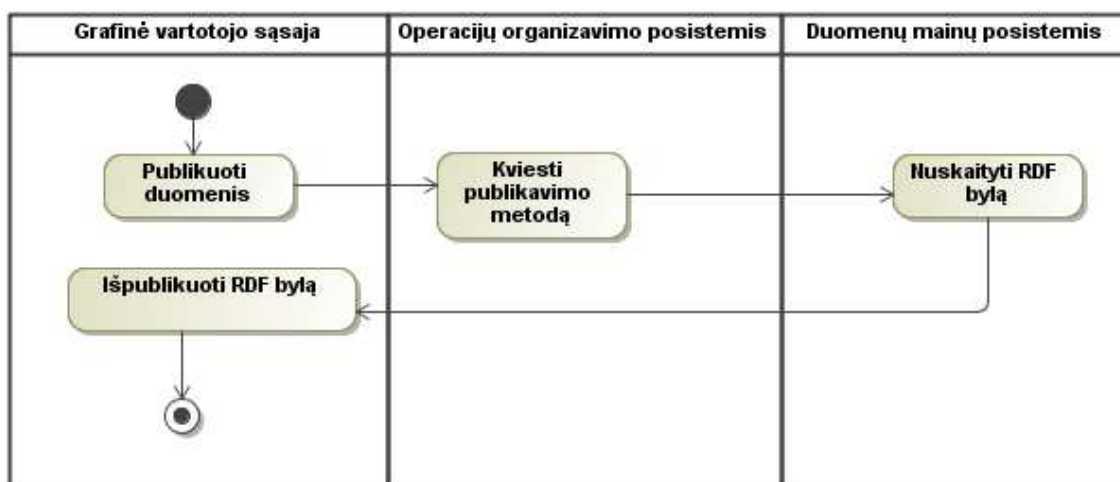 Grafinė vartotojo sąsaja
Operacijų organizavimo posistemis
Duomenų mainų posistemis
Publikuoti
duomenis
Kviesti
publikavimo
metodą
Nuskaityti RDF
bylą
Išpublikuoti RDF bylą